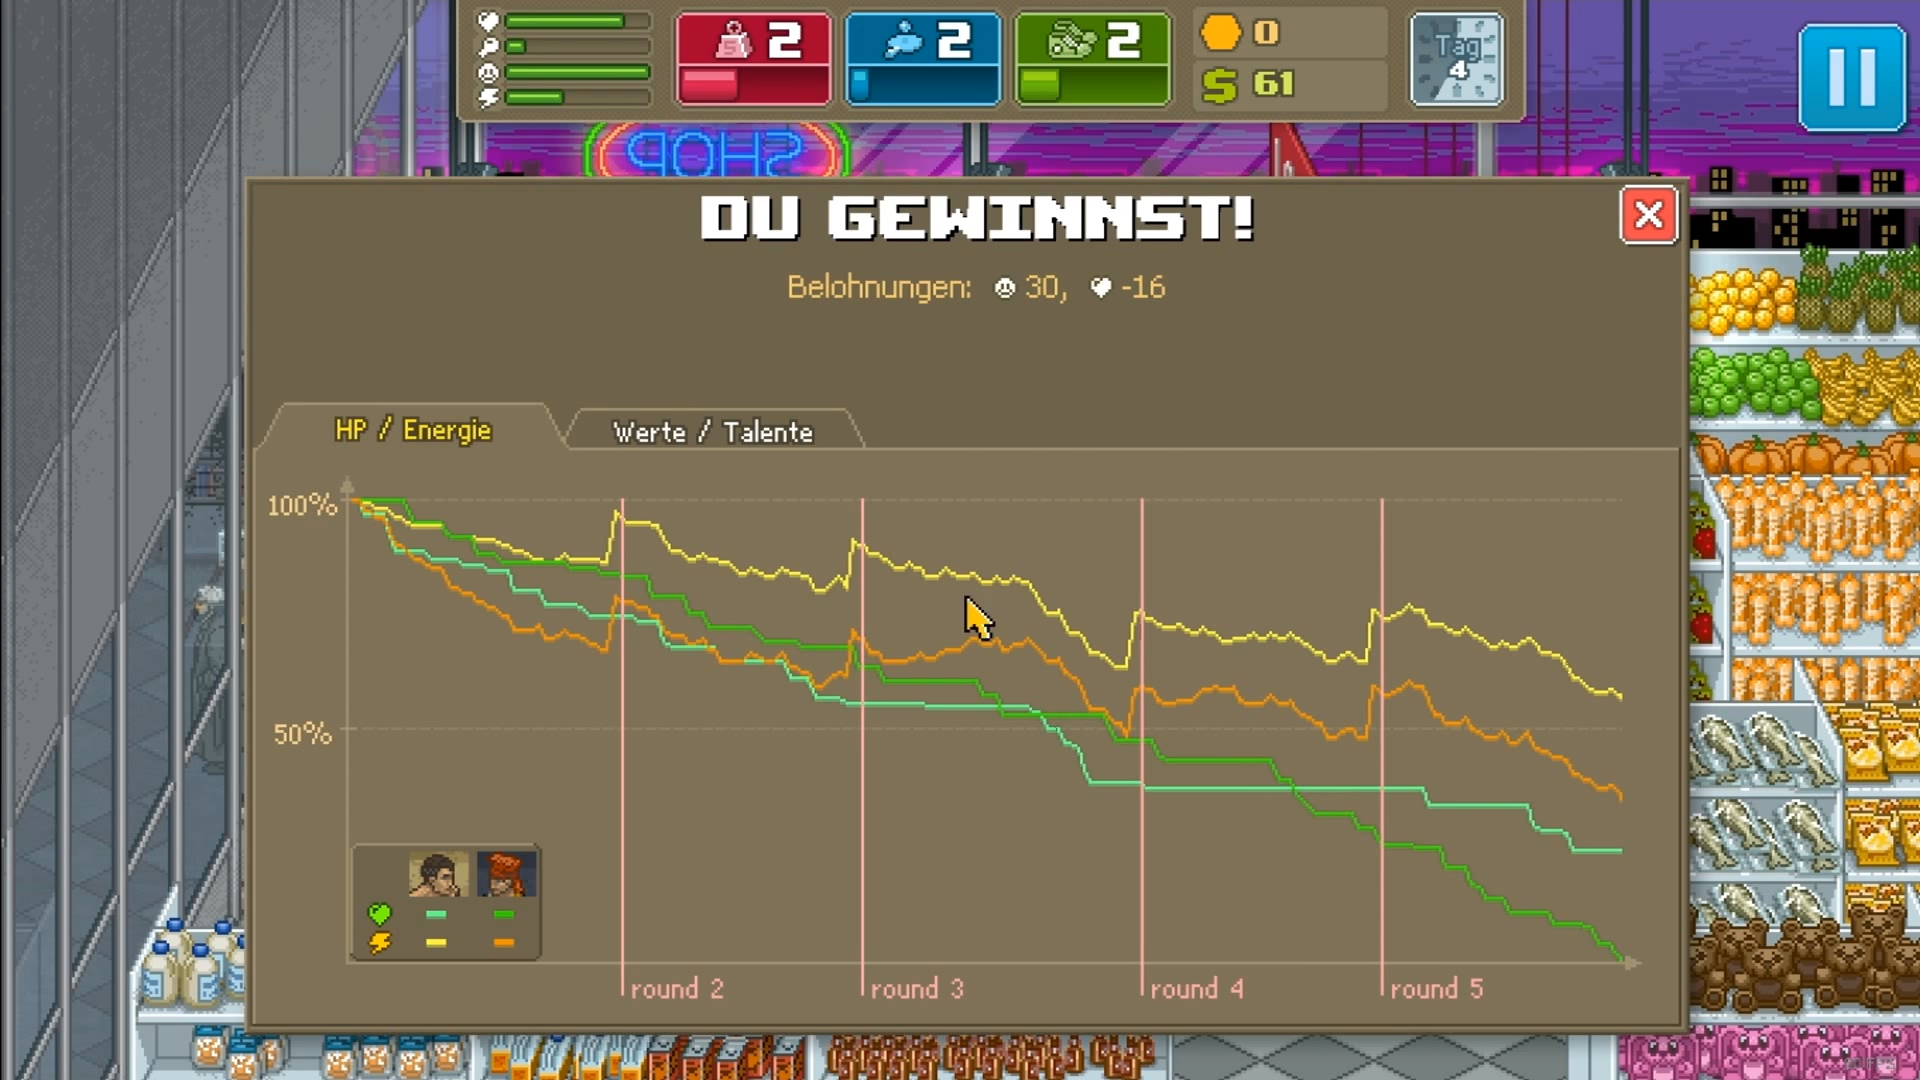 2
2
2
0
61
Tag
4
SHOP
DU GEWINNST!
Belohnungen: 30, -16
HP / Energie
Werte / Talente
100%
50%
round 2
round 3
round 4
round 5